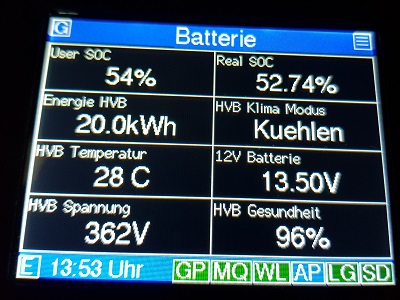 G Batterie
User SOC Real SOC
54% 52.74%
Energie HVB HVB Klima Modus
20.0kWh Kuehlen
HVB Temperatur 12V Batterie
28 C 13.50V
HVB Spannung HVB Gesundheit
362V 96%
E 13:53 Uhr GP MQ WL AP LG SD